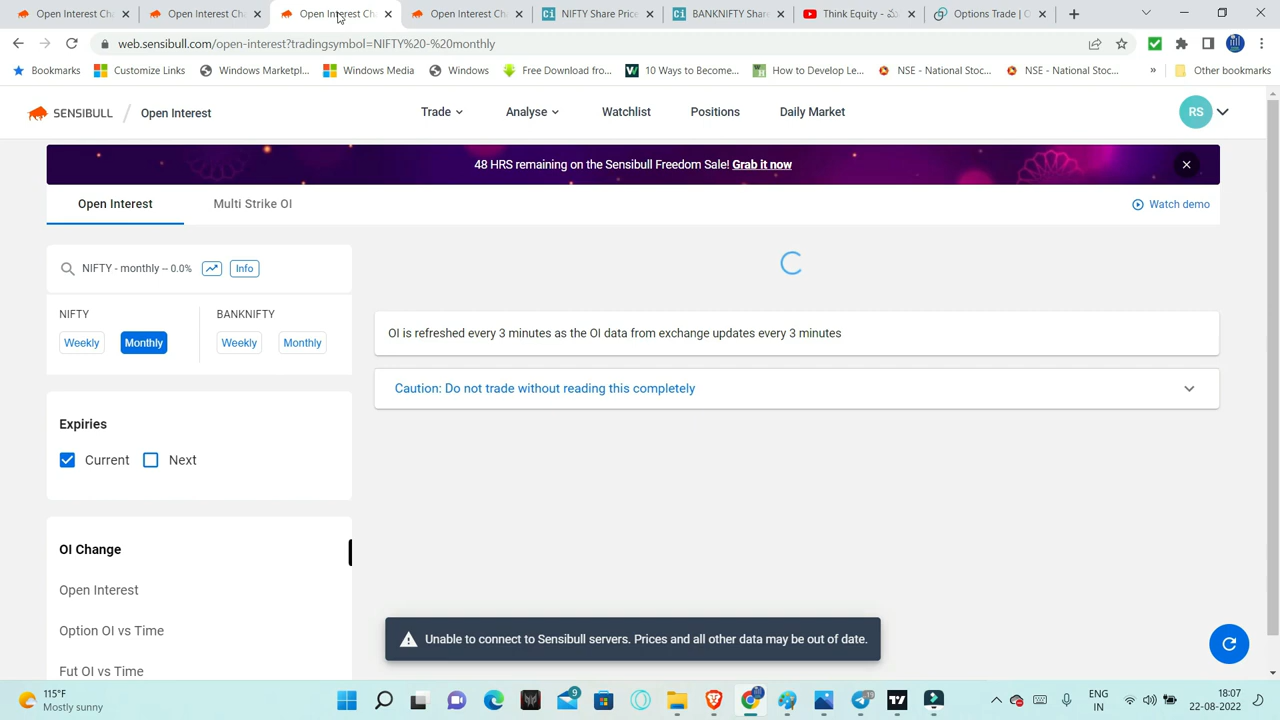 Open Interest Ch
Open Interest Ch
Open Interest Ch
Open Interest Ch
NIFTY Share Price
BANKNIFTY Share
Think Equity -
Options Trade |
web.sensibull.com/open-interest?tradingsymbol=NIFTY%20-%20monthly
Bookmarks
Customize Links
Windows Marketpl...
Windows Media
Windows
Free Download fro...
10 Ways to Become...
How to Develop Le...
NSE - National Stoc...
NSE - National Stoc...
»
Other bookmarks
SENSIBULL / Open Interest
Trade
Analyse
Watchlist
Positions
Daily Market
RS
48 HRS remaining on the Sensibull Freedom Sale! Grab it now
Open Interest
Multi Strike OI
Watch demo
NIFTY - monthly -- 0.0%
Info
NIFTY
BANKNIFTY
Weekly
Monthly
Weekly
Monthly
OI is refreshed every 3 minutes as the OI data from exchange updates every 3 minutes
Caution: Do not trade without reading this completely
Expiries
Current
Next
OI Change
Open Interest
Option OI vs Time
Fut OI vs Time
Unable to connect to Sensibull servers. Prices and all other data may be out of date.
115°F
Mostly sunny
9
13
ENG
IN
18:07
22-08-2022